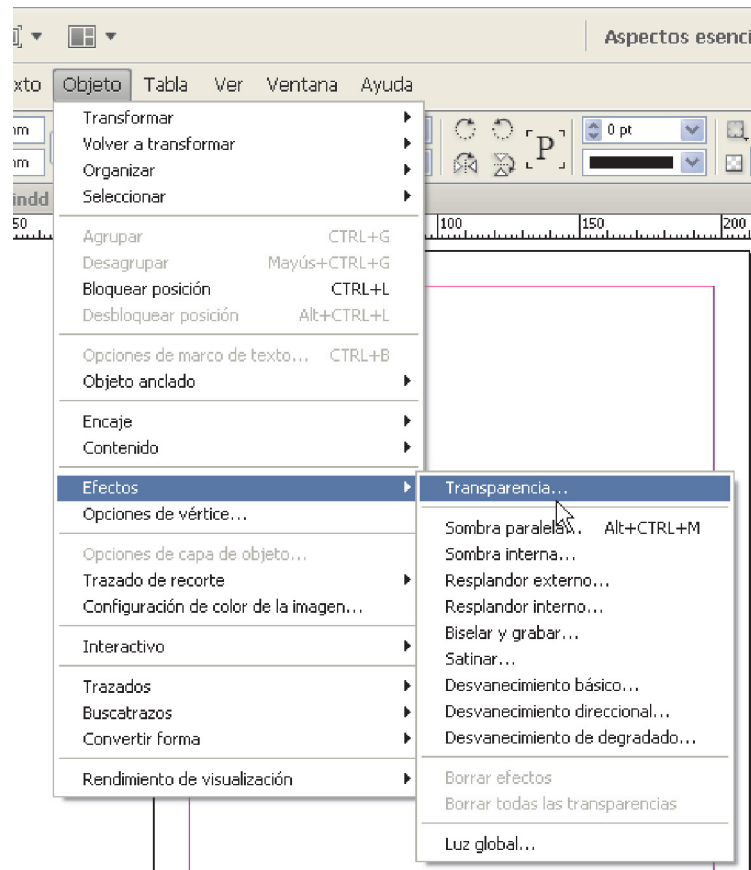 Aspectos esenci
xto Objeto Tabla Ver Ventana Ayuda
nm
0 pt
P
nm
indd
50 100 150 200
Transformar
Volver a transformar
Organizar
Seleccionar
Agrupar CTRL+G
Desagrupar Mayús+CTRL+G
Bloquear posición CTRL+L
Desbloquear posición Alt+CTRL+L
Opciones de marco de texto... CTRL+B
Objeto anclado
Encaje
Contenido
Efectos
Opciones de vértice...
Opciones de capa de objeto...
Trazado de recorte
Configuración de color de la imagen...
Interactivo
Trazados
Buscatrazos
Convertir forma
Rendimiento de visualización
Transparencia...
Sombra paralela... Alt+CTRL+M
Sombra interna...
Resplandor externo...
Resplandor interno...
Biselar y grabar...
Satinar...
Desvanecimiento básico...
Desvanecimiento direccional...
Desvanecimiento de degradado...
Borrar efectos
Borrar todas las transparencias
Luz global...